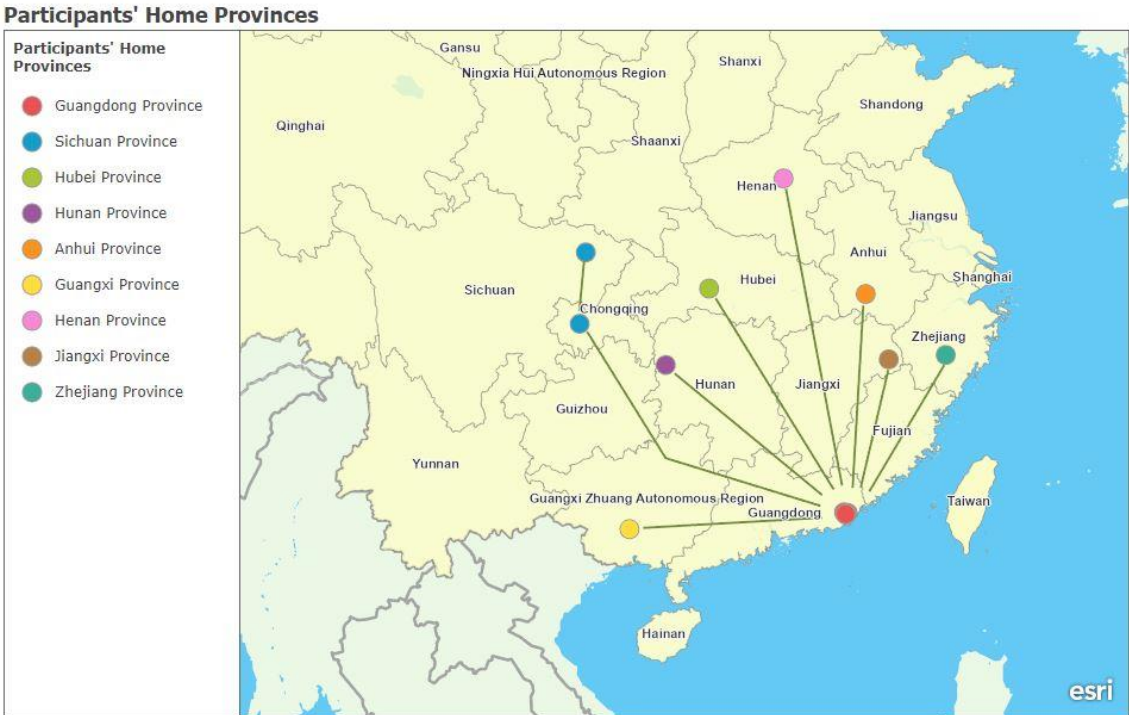 Participants' Home Provinces
Participants' Home
Provinces
Guangdong Province
Sichuan Province
Hubei Province
Hunan Province
Anhui Province
Guangxi Province
Henan Province
Jiangxi Province
Zhejiang Province
Gansu
Ningxia Hui Autonomous Region
Shanxi
Shandong
Qinghai
Shaanxi
Henan
Jiangsu
Anhui
Shanghai
Hubei
Sichuan
Chongqing
Zhejiang
Hunan
Jiangxi
Guizhou
Fujian
Yunnan
Guangxi Zhuang Autonomous Region
Guangdong
Taiwan
Hainan
esri